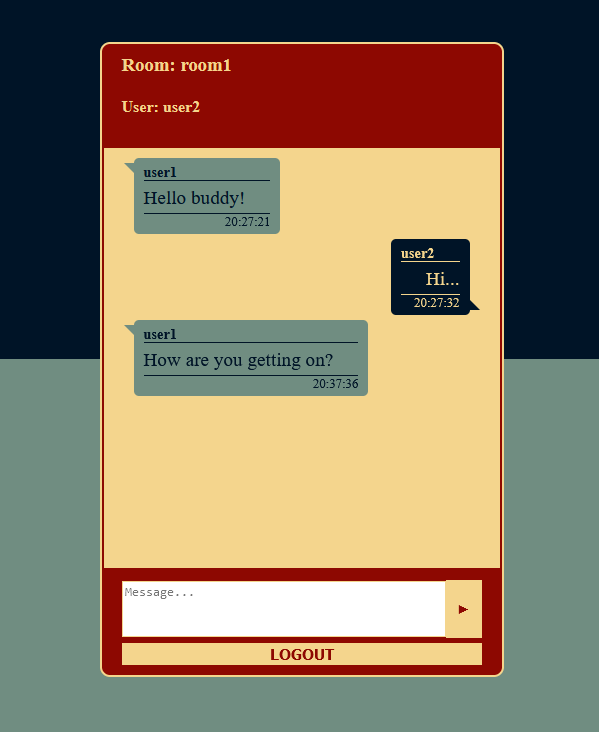 Room: room1
User: user2
user1
Hello buddy!
20:27:21
user2
Hi...
20:27:32
user1
How are you getting on?
20:37:36
Message...
►
LOGOUT